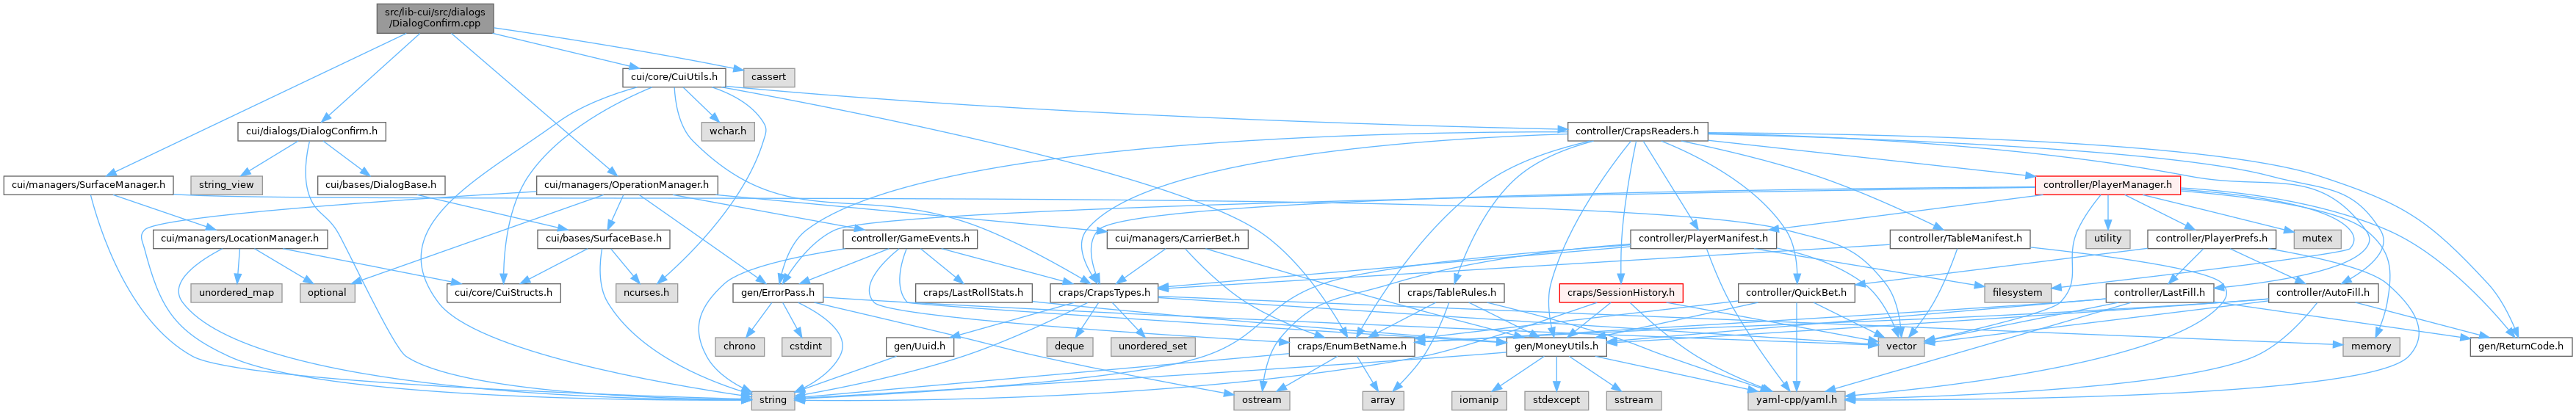 src/lib-cui/src/dialogs
/DialogConfirm.cpp
cui/core/CuiUtils.h
cassert
cui/dialogs/DialogConfirm.h
wchar.h
controller/CrapsReaders.h
cui/managers/SurfaceManager.h
string_view
cui/bases/DialogBase.h
cui/managers/OperationManager.h
controller/PlayerManager.h
cui/managers/LocationManager.h
cui/bases/SurfaceBase.h
controller/GameEvents.h
cui/managers/CarrierBet.h
controller/PlayerManifest.h
controller/TableManifest.h
utility
controller/PlayerPrefs.h
mutex
unordered_map
optional
cui/core/CuiStructs.h
ncurses.h
gen/ErrorPass.h
craps/LastRollStats.h
craps/CrapsTypes.h
craps/TableRules.h
craps/SessionHistory.h
controller/QuickBet.h
filesystem
controller/LastFill.h
controller/AutoFill.h
chrono
cstdint
gen/Uuid.h
deque
unordered_set
craps/EnumBetName.h
gen/MoneyUtils.h
vector
memory
gen/ReturnCode.h
string
ostream
array
iomanip
stdexcept
sstream
yaml-cpp/yaml.h